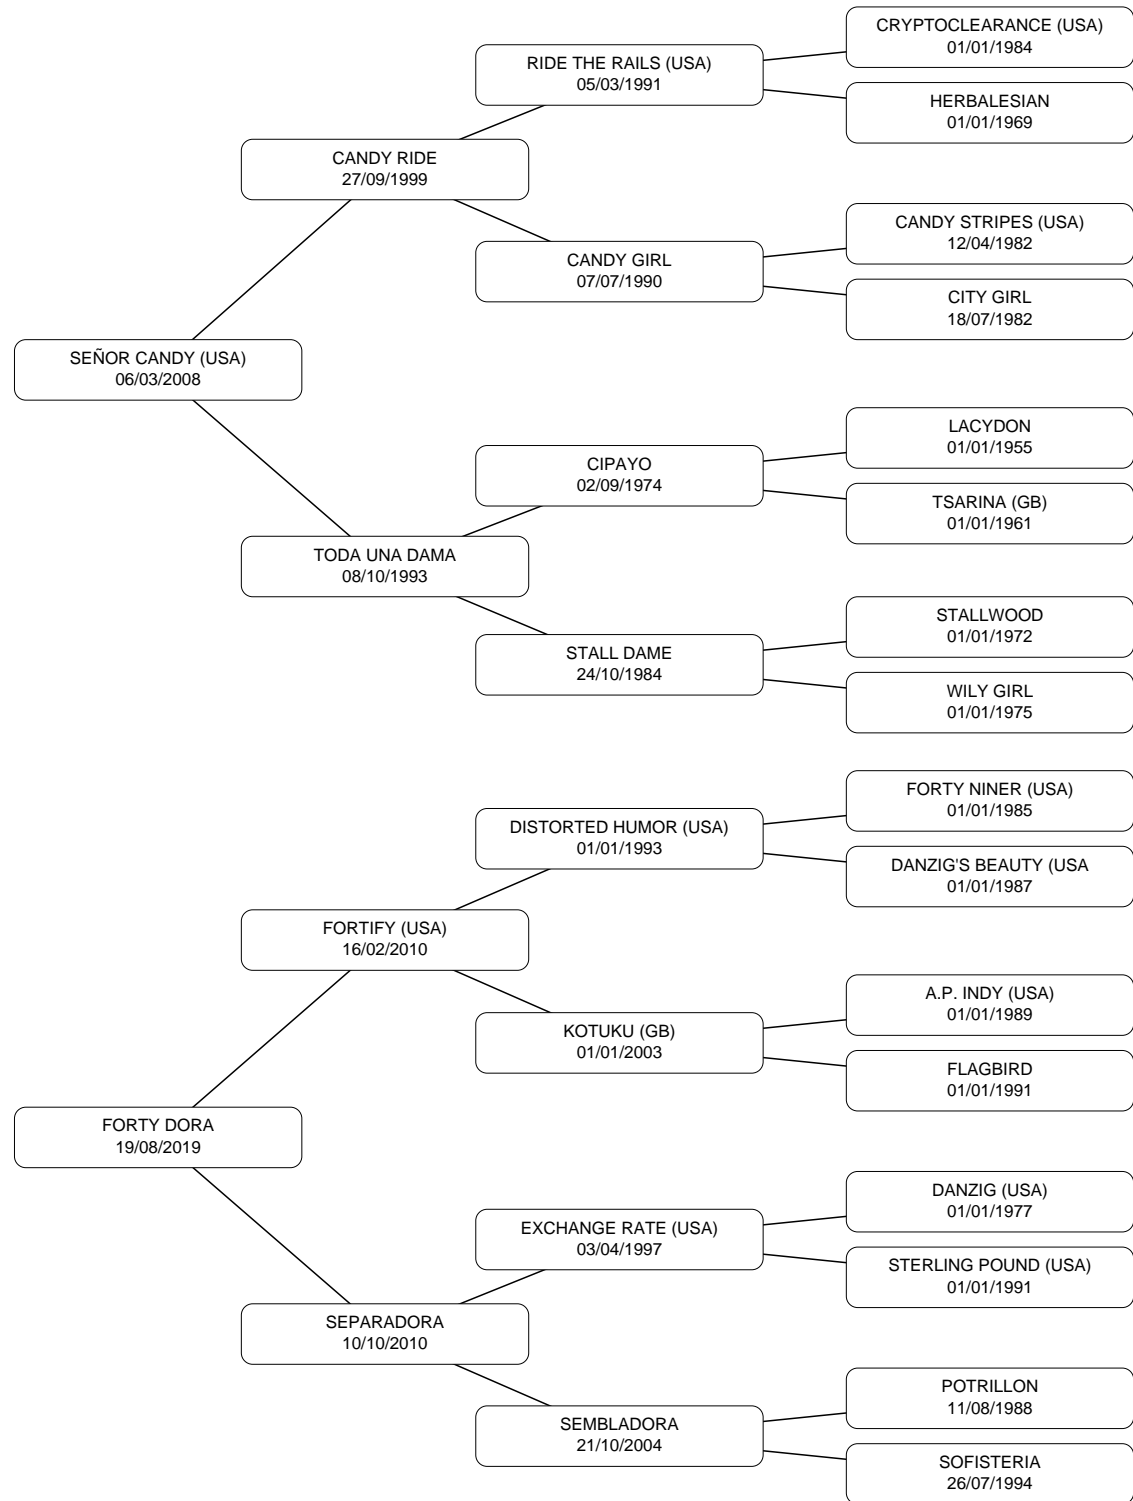 CRYPTOCLEARANCE (USA)
01/01/1984
RIDE THE RAILS (USA)
05/03/1991
HERBALESIAN
01/01/1969
CANDY RIDE
27/09/1999
CANDY STRIPES (USA)
12/04/1982
CANDY GIRL
07/07/1990
CITY GIRL
18/07/1982
SEÑOR CANDY (USA)
06/03/2008
LACYDON
01/01/1955
CIPAYO
02/09/1974
TSARINA (GB)
01/01/1961
TODA UNA DAMA
08/10/1993
STALLWOOD
01/01/1972
STALL DAME
24/10/1984
WILY GIRL
01/01/1975
FORTY NINER (USA)
01/01/1985
DISTORTED HUMOR (USA)
01/01/1993
DANZIG'S BEAUTY (USA
01/01/1987
FORTIFY (USA)
16/02/2010
A.P. INDY (USA)
01/01/1989
KOTUKU (GB)
01/01/2003
FLAGBIRD
01/01/1991
FORTY DORA
19/08/2019
DANZIG (USA)
01/01/1977
EXCHANGE RATE (USA)
03/04/1997
STERLING POUND (USA)
01/01/1991
SEPARADORA
10/10/2010
POTRILLON
11/08/1988
SEMBLADORA
21/10/2004
SOFISTERIA
26/07/1994